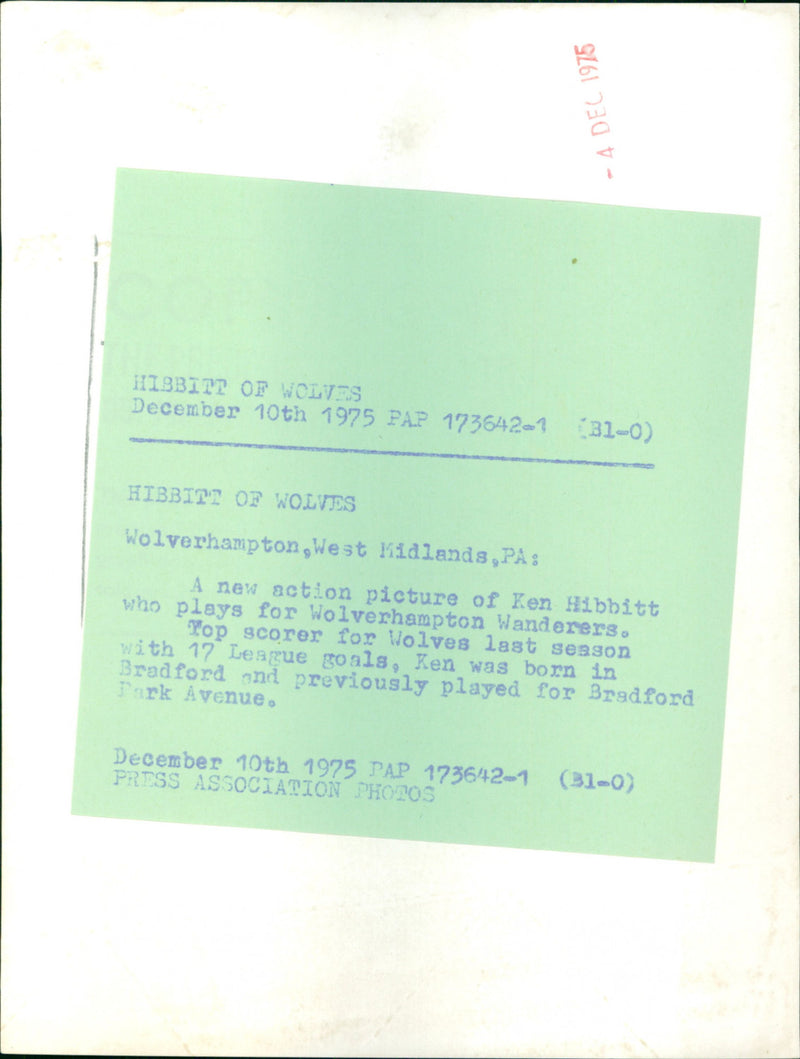 - 4 DEC 1975
COPY
HIBBITT OF WOLVES
December 10th 1975 PAP 173642-1 (B1-0)
HIBBITT OF WOLVES
Wolverhampton,West Midlands,PA:
A new action picture of Ken Hibbitt
who plays for Wolverhampton Wanderers.
Top scorer for Wolves last season
with 17 League goals, Ken was born in
Bradford and previously played for Bradford
Park Avenue.
December 10th 1975 PAP 173642-1 (B1-0)
PRESS ASSOCIATION PHOTOS